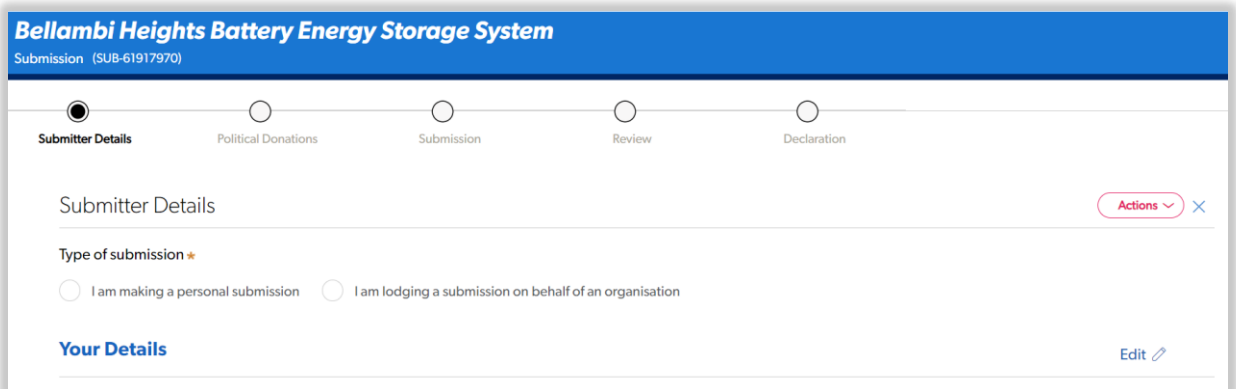 Bellambi Heights Battery Energy Storage System
Submission (SUB-61917970)
Submitter Details Political Donations Submission Review Declaration
Submitter Details Actions
Type of submission *
I am making a personal submission I am lodging a submission on behalf of an organisation
Your Details Edit